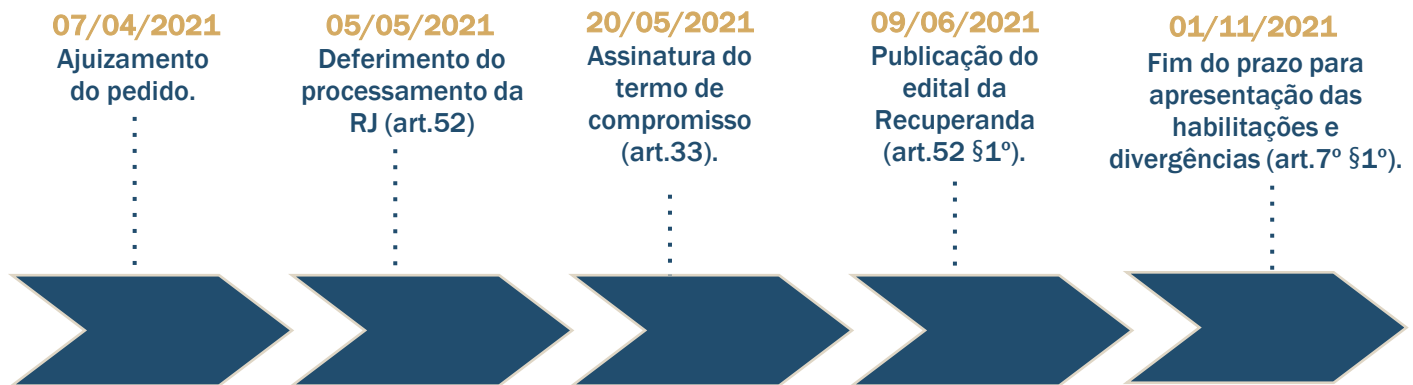 07/04/2021
Ajuizamento
do pedido.
05/05/2021
Deferimento do
processamento da
RJ (art.52)
20/05/2021
Assinatura do
termo de
compromisso
(art.33).
09/06/2021
Publicação do
edital da
Recuperanda
(art.52 §1º).
01/11/2021
Fim do prazo para
apresentação das
habilitações e
divergências (art.7º §1º).